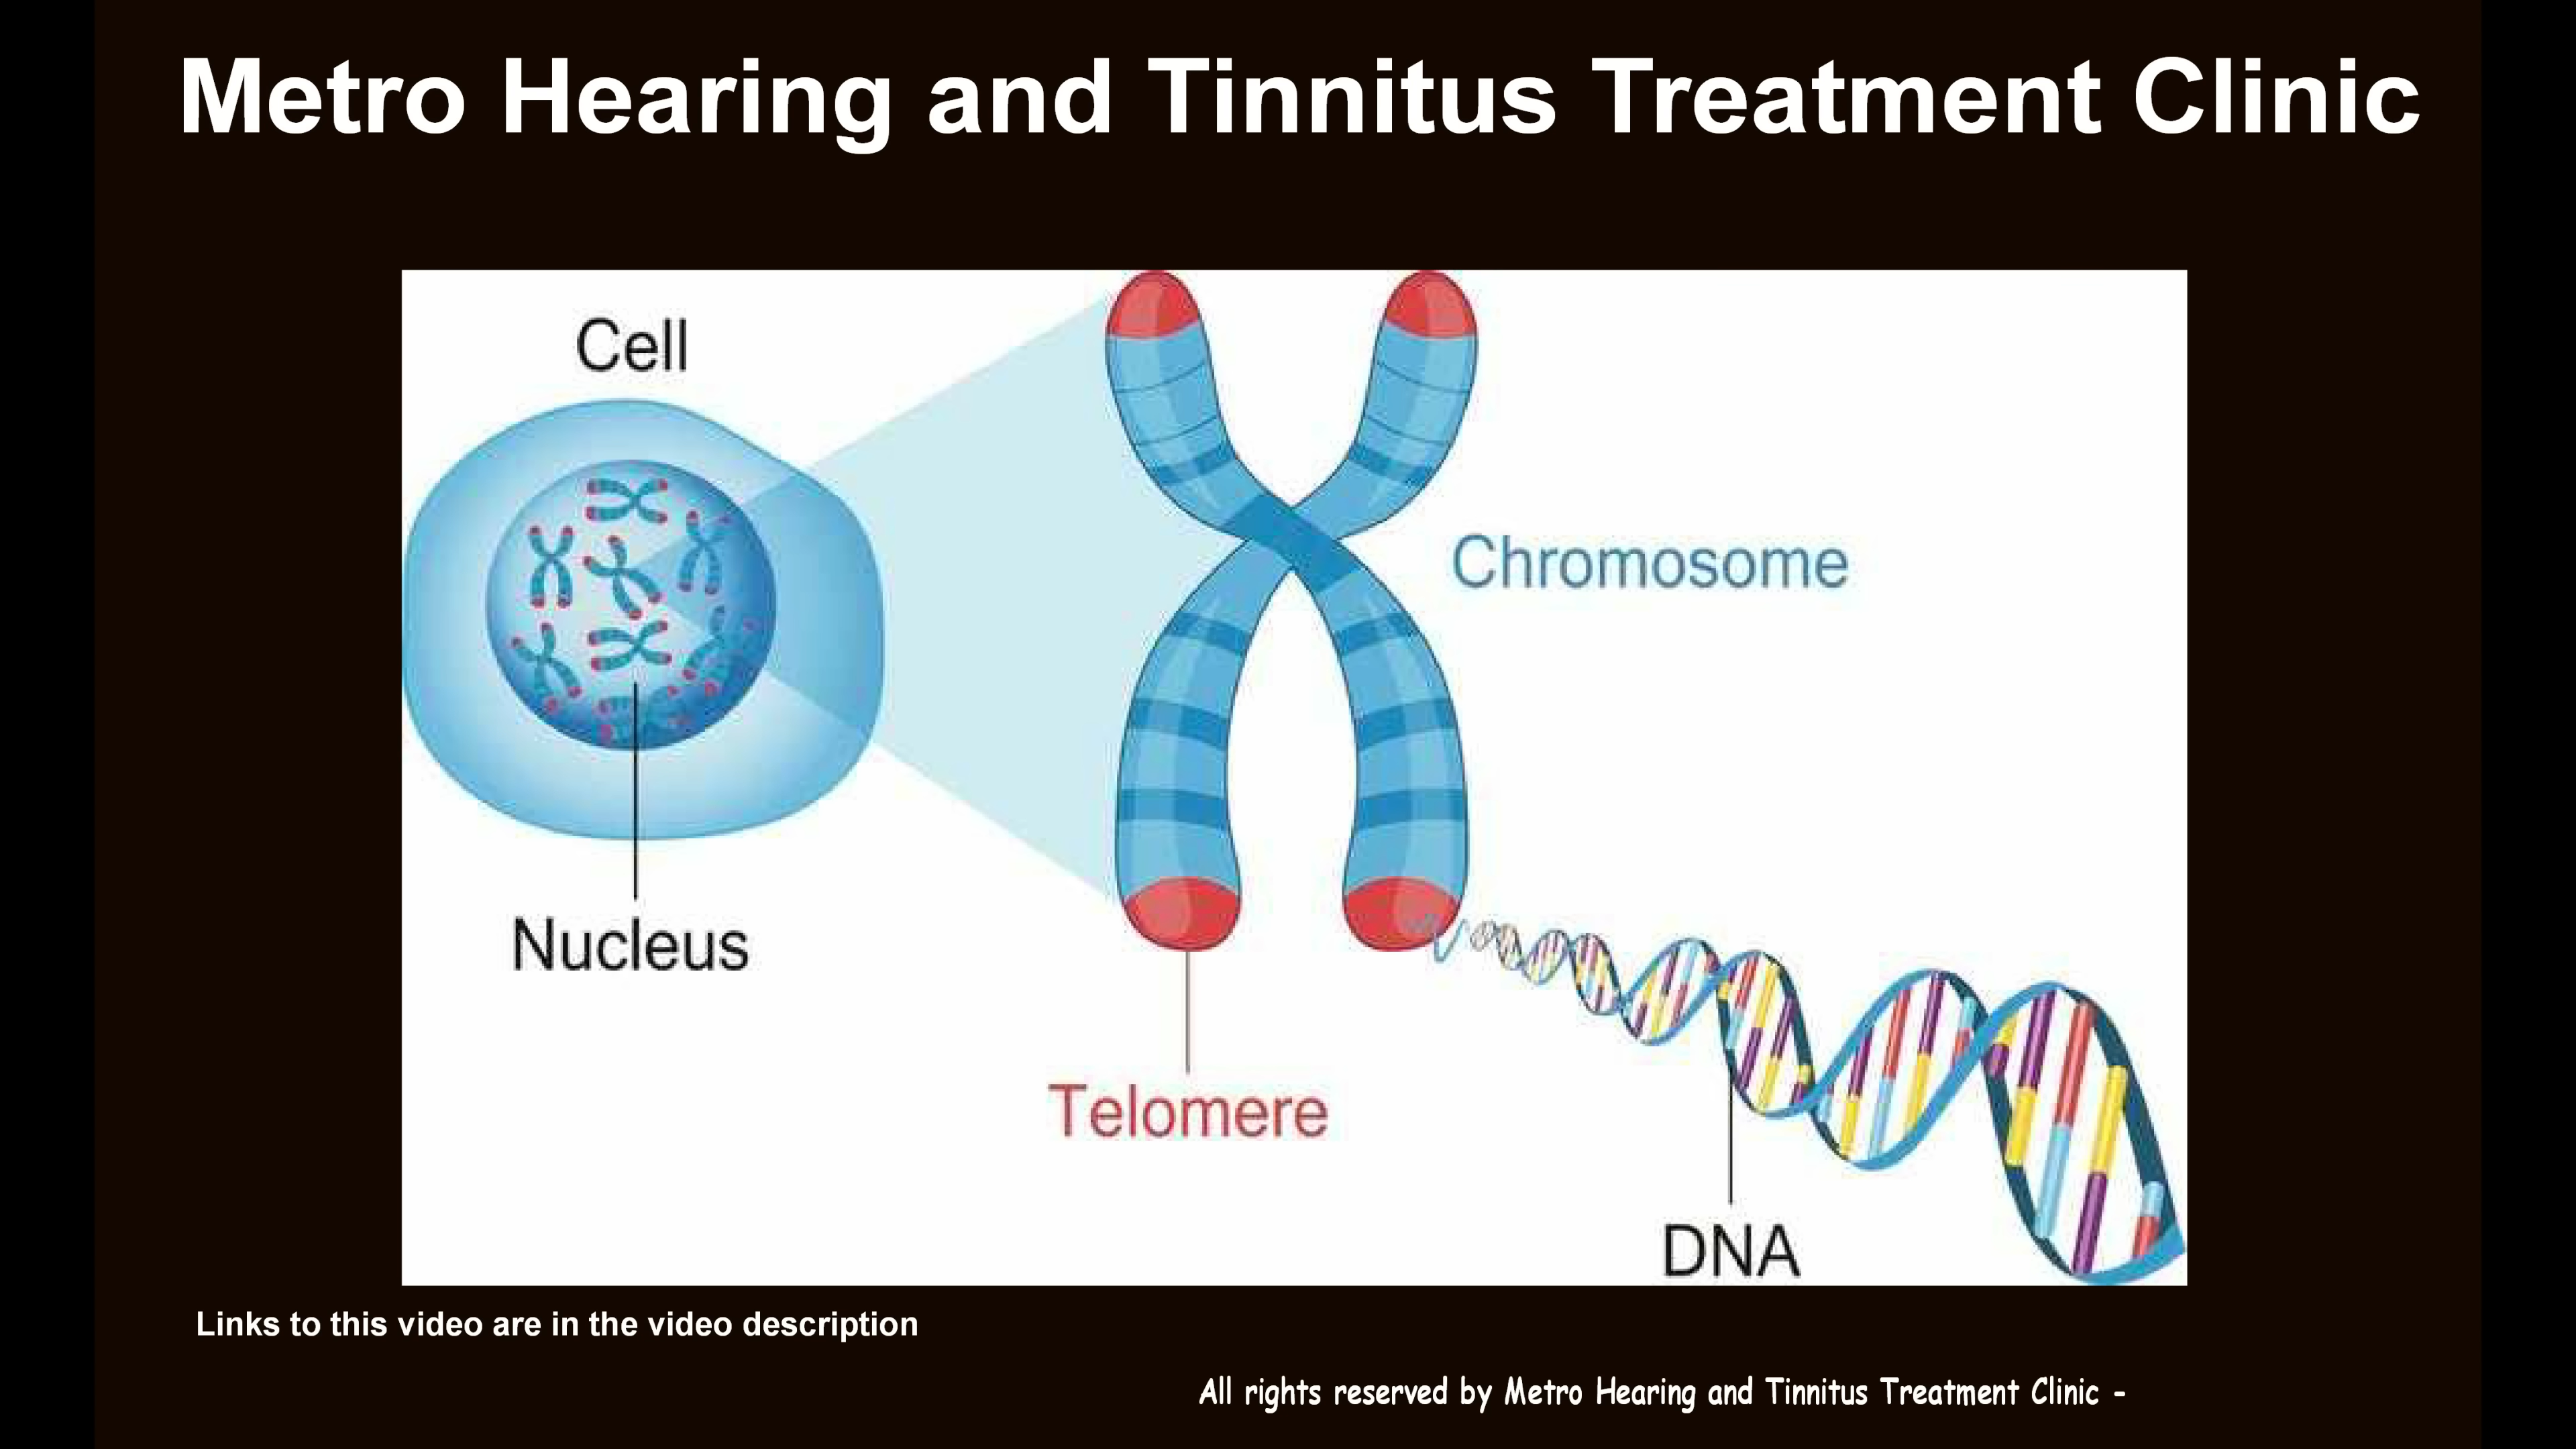 Metro Hearing and Tinnitus Treatment Clinic
Cell
Chromosome
Nucleus
Telomere
DNA
Links to this video are in the video description
All rights reserved by Metro Hearing and Tinnitus Treatment Clinic -